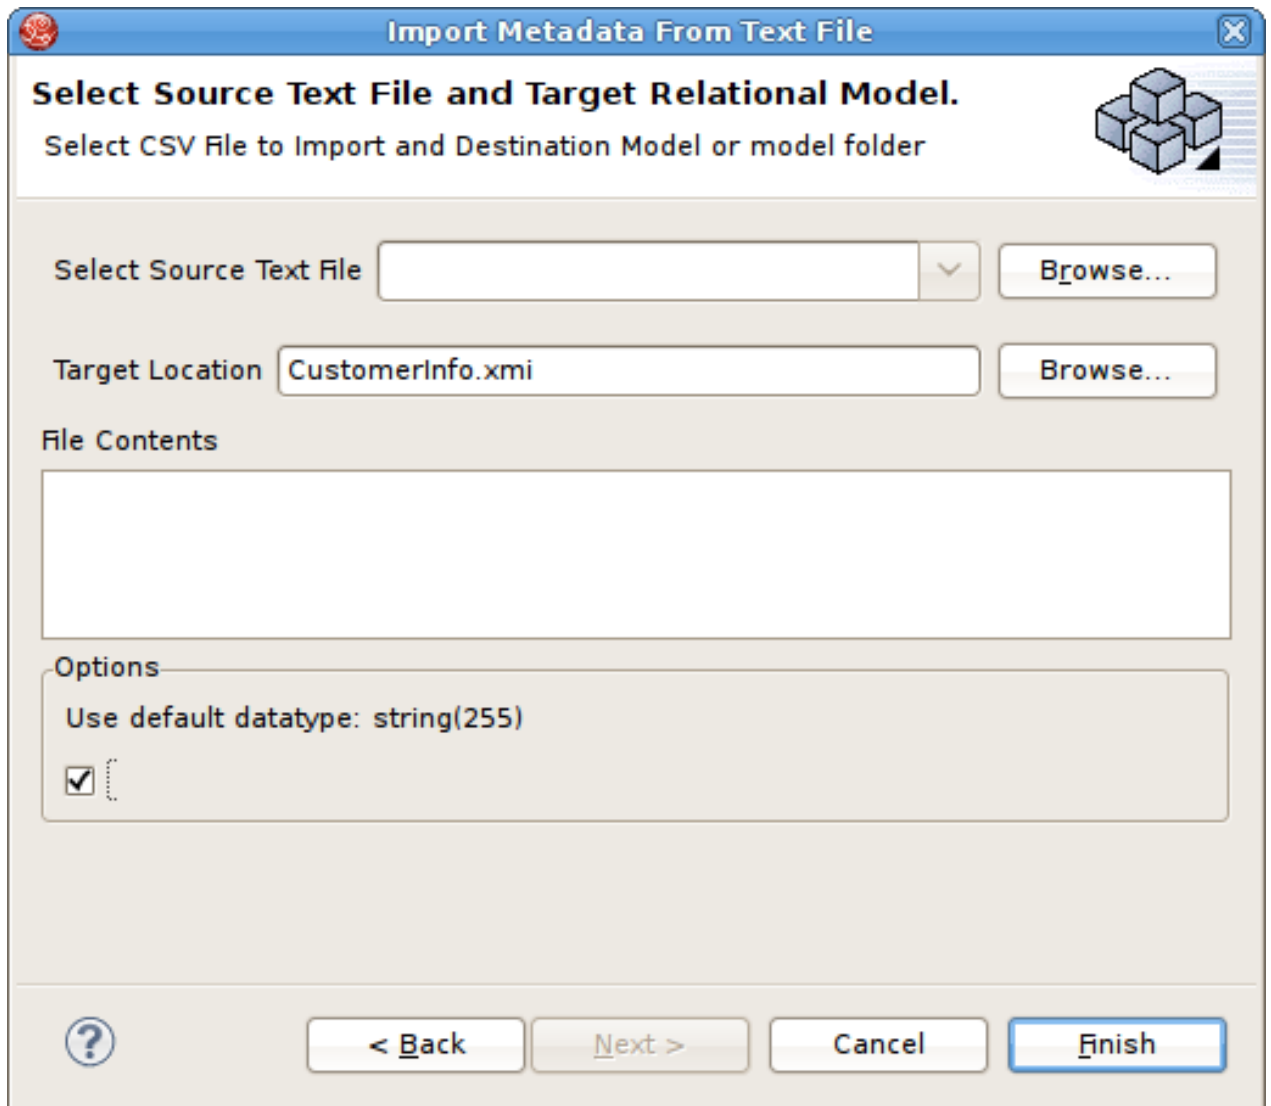 Import Metadata From Text File
Select Source Text File and Target Relational Model.
Select CSV File to Import and Destination Model or model folder
Select Source Text File
Browse...
Target Location
CustomerInfo.xmi
Browse...
File Contents
Options
Use default datatype: string(255)
?
< Back
Next >
Cancel
Finish